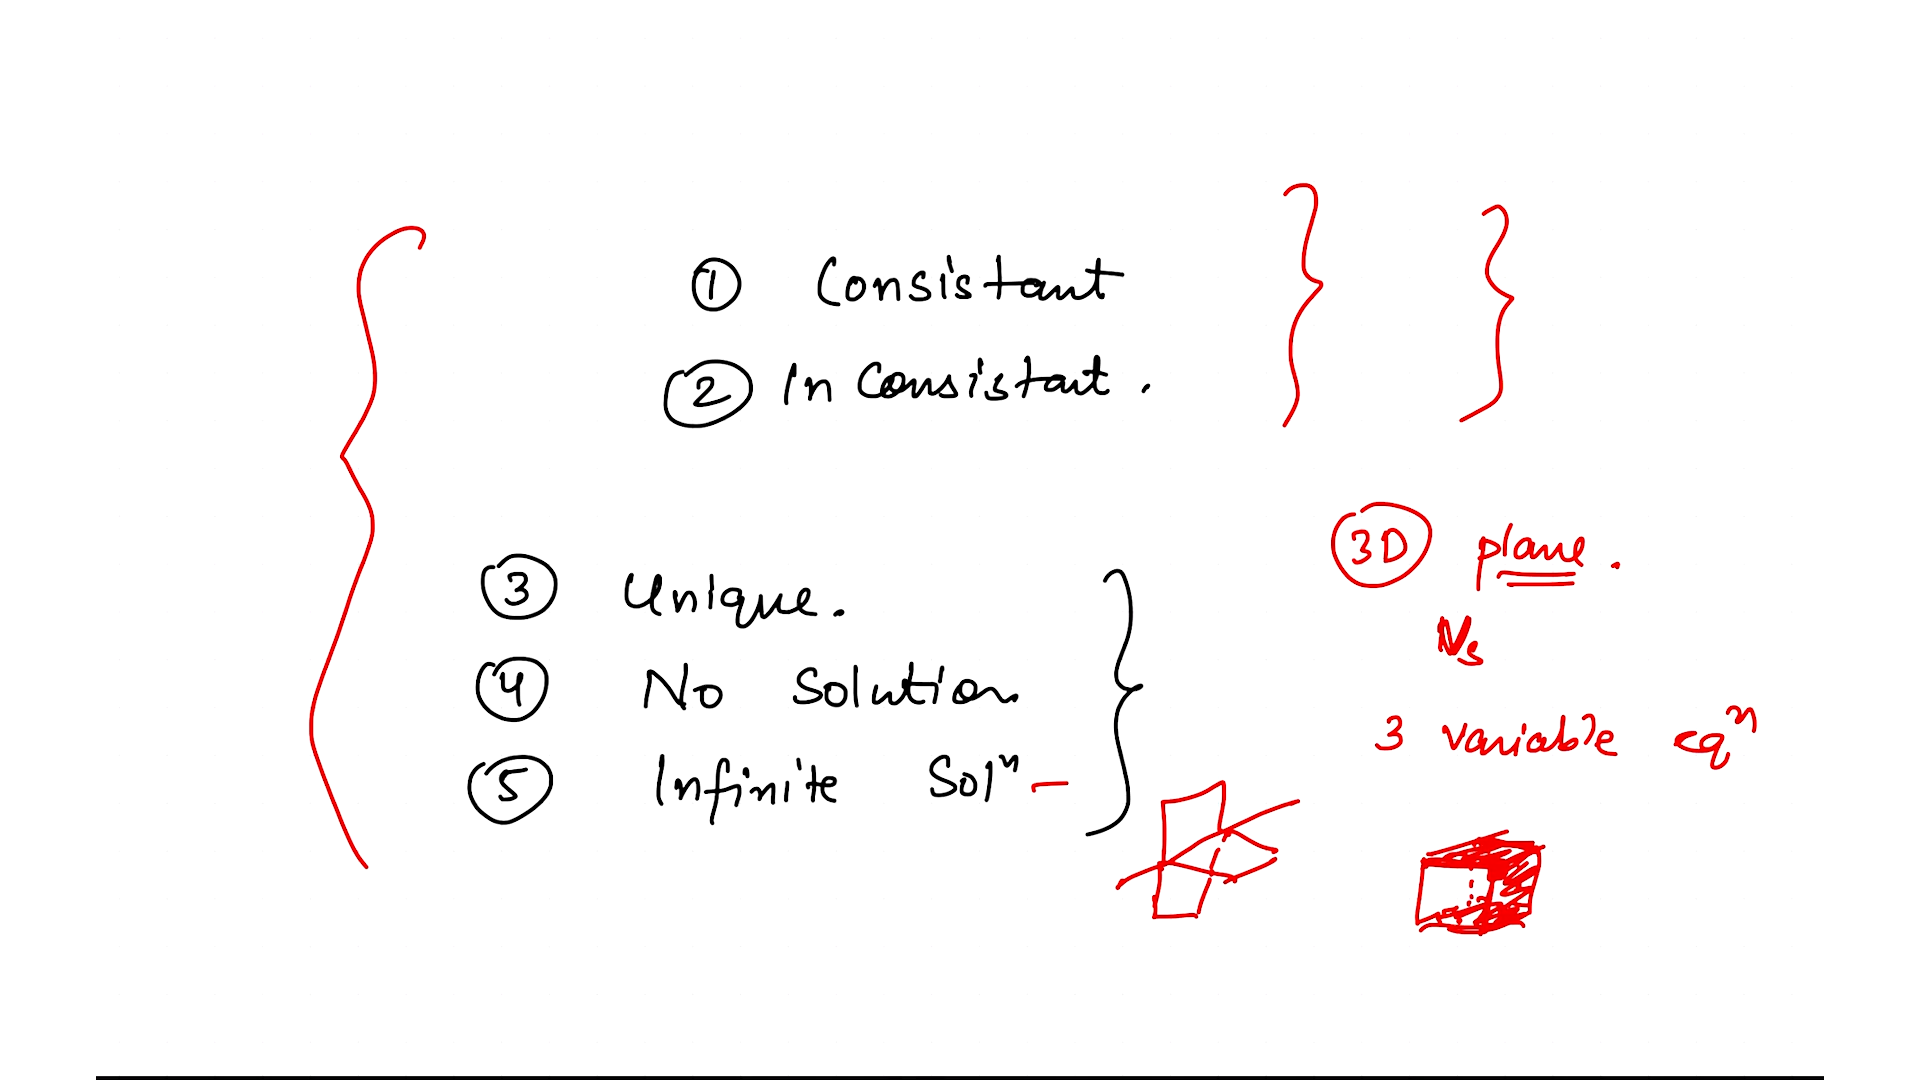 ① Consistant
② In Consistant.
③ Unique.
④ No Solution
⑤ Infinite Solⁿ –
3D plane.
Vs
3 variable eqⁿ